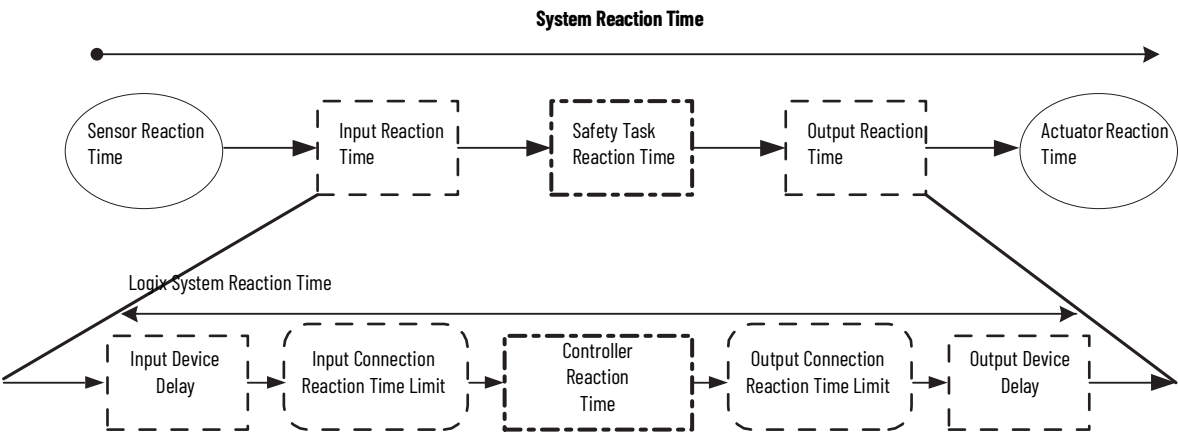 System Reaction Time
Sensor Reaction
Time
Input Reaction
Time
Safety Task
Reaction Time
Output Reaction
Time
Actuator Reaction
Time
Logix System Reaction Time
Input Device
Delay
Input Connection
Reaction Time Limit
Controller
Reaction
Time
Output Connection
Reaction Time Limit
Output Device
Delay